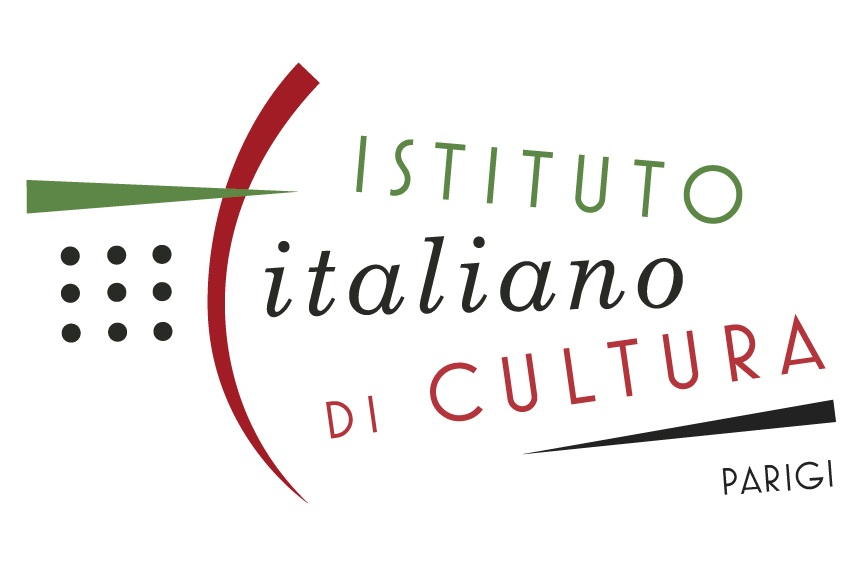 ISTITUTO
italiano
DI CULTURA
PARIGI